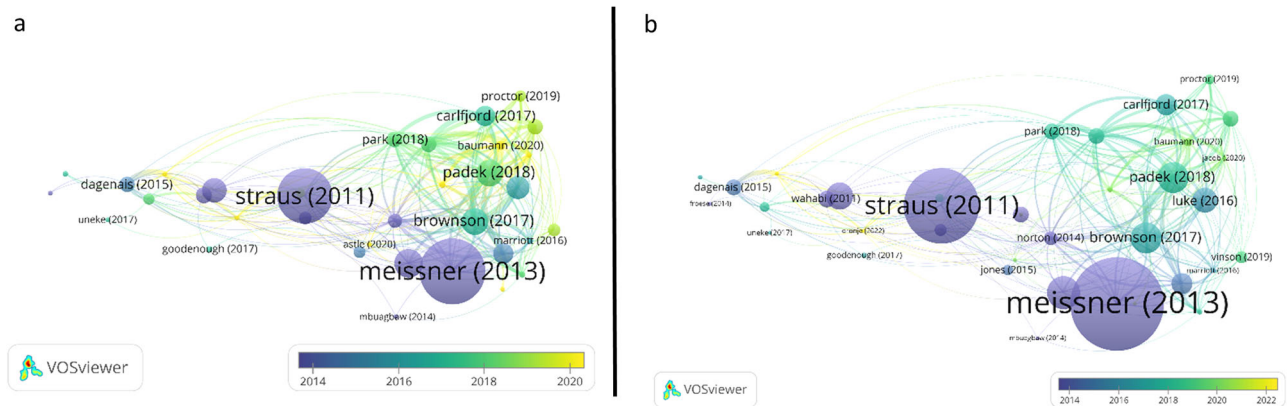 a
proctor (2019)
carlfjord (2017)
park (2018)
baumann (2020)
padek (2018)
dagenais (2015)
straus (2011)
brownson (2017)
uneke (2017)
marriott (2016)
goodenough (2017)
astle (2020)
meissner (2013)
mbuagbaw (2014)
VOSviewer
2014 2016 2018 2020
b
proctor (2019)
carlfjord (2017)
park (2018)
baumann (2020)
jacob (2020)
padek (2018)
dagenais (2015)
wahabi (2011)
straus (2011)
luke (2016)
froese (2014)
uneke (2017)
norton (2014)
brownson (2017)
goodenough (2017)
vinson (2019)
jones (2015)
marriott (2016)
meissner (2013)
mbuagbaw (2014)
VOSviewer
2014 2016 2018 2020 2022